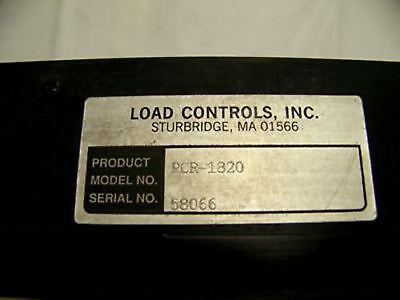 LOAD CONTROLS, INC.
STURBRIDGE, MA 01566
PRODUCT
MODEL NO. PCR-1820
SERIAL NO. 58066